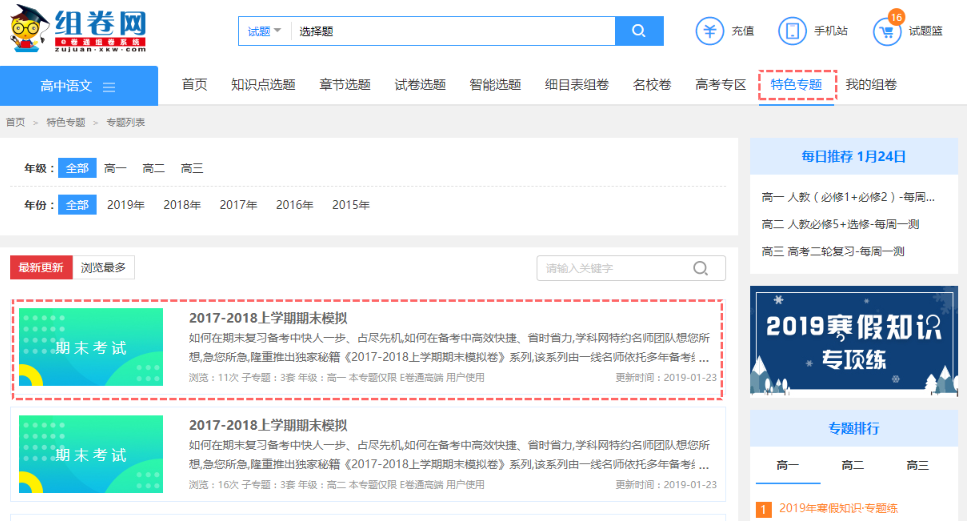 组卷网
e卷通组卷系统
zujuan.xkw.com
试题
选择题
充值
手机站
16
试题篮
高中语文
首页 知识点选题 章节选题 试卷选题 智能选题 细目表组卷 名校卷 高考专区 特色专题 我的组卷
首页 > 特色专题 > 专题列表
年级： 全部 高一 高二 高三
年份： 全部 2019年 2018年 2017年 2016年 2015年
最新更新 浏览最多
请输入关键字
期末考试
2017-2018上学期期末模拟
如何在期末复习备考中快人一步、占尽先机,如何在备考中高效快捷、省时省力,学科网特约名师团队想您所
想,急您所急,隆重推出独家秘籍《2017-2018上学期期末模拟卷》系列,该系列由一线名师依托多年备考经...
浏览：11次 子专题：3套 年级：高一 本专题仅限 E卷通高端 用户使用
更新时间：2019-01-23
期末考试
2017-2018上学期期末模拟
如何在期末复习备考中快人一步、占尽先机,如何在备考中高效快捷、省时省力,学科网特约名师团队想您所
想,急您所急,隆重推出独家秘籍《2017-2018上学期期末模拟卷》系列,该系列由一线名师依托多年备考经...
浏览：16次 子专题：3套 年级：高二 本专题仅限 E卷通高端 用户使用
更新时间：2019-01-23
每日推荐 1月24日
高一 人教（必修1+必修2）-每周...
高二 人教必修5+选修-每周一测
高三 高考二轮复习-每周一测
2019寒假知识
专项练
专题排行
高一 高二 高三
1 2019年寒假知识·专题练